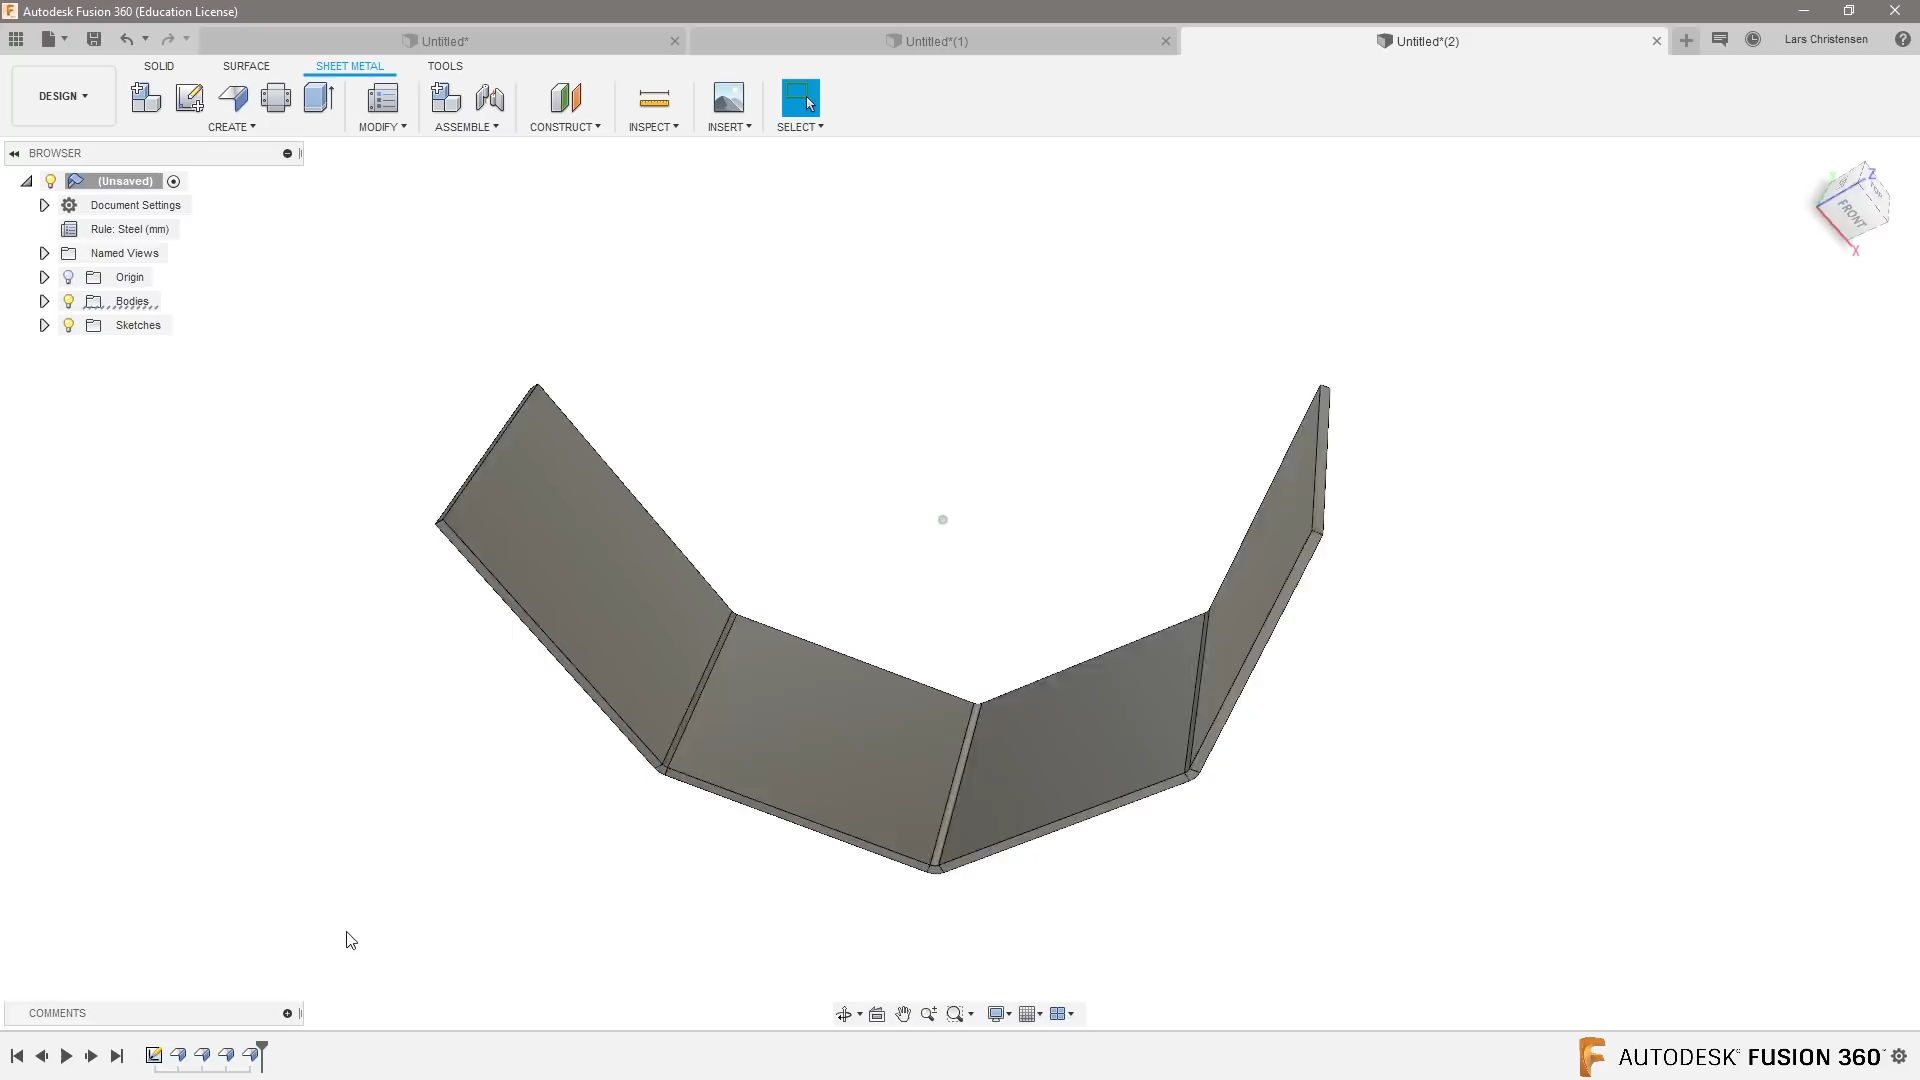 Autodesk Fusion 360 (Education License)
Untitled*
Untitled*(1)
Untitled*(2)
Lars Christensen
SOLID
SURFACE
SHEET METAL
TOOLS
DESIGN
CREATE
MODIFY
ASSEMBLE
CONSTRUCT
INSPECT
INSERT
SELECT
BROWSER
(Unsaved)
Document Settings
Rule: Steel (mm)
Named Views
Origin
Bodies
Sketches
Z
TOP
FRONT
X
COMMENTS
AUTODESK FUSION 360